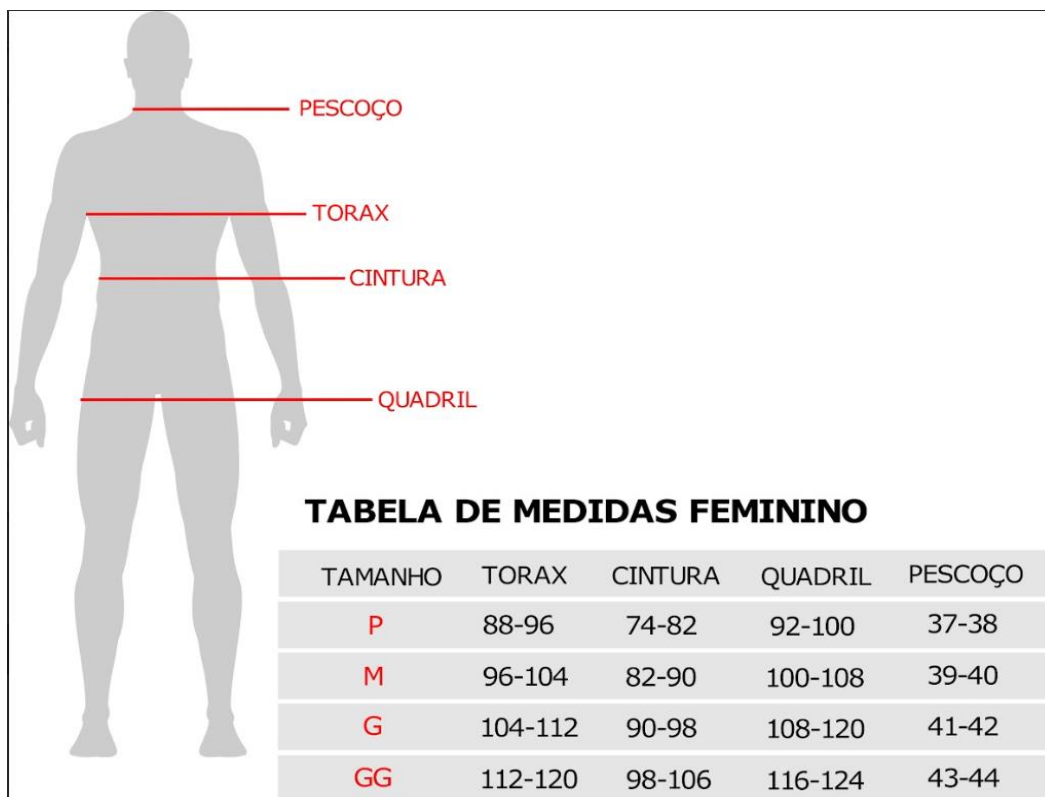 PESCOÇO
TORAX
CINTURA
QUADRIL
TABELA DE MEDIDAS FEMININO
TAMANHO TORAX CINTURA QUADRIL PESCOÇO
P 88-96 74-82 92-100 37-38
M 96-104 82-90 100-108 39-40
G 104-112 90-98 108-120 41-42
GG 112-120 98-106 116-124 43-44